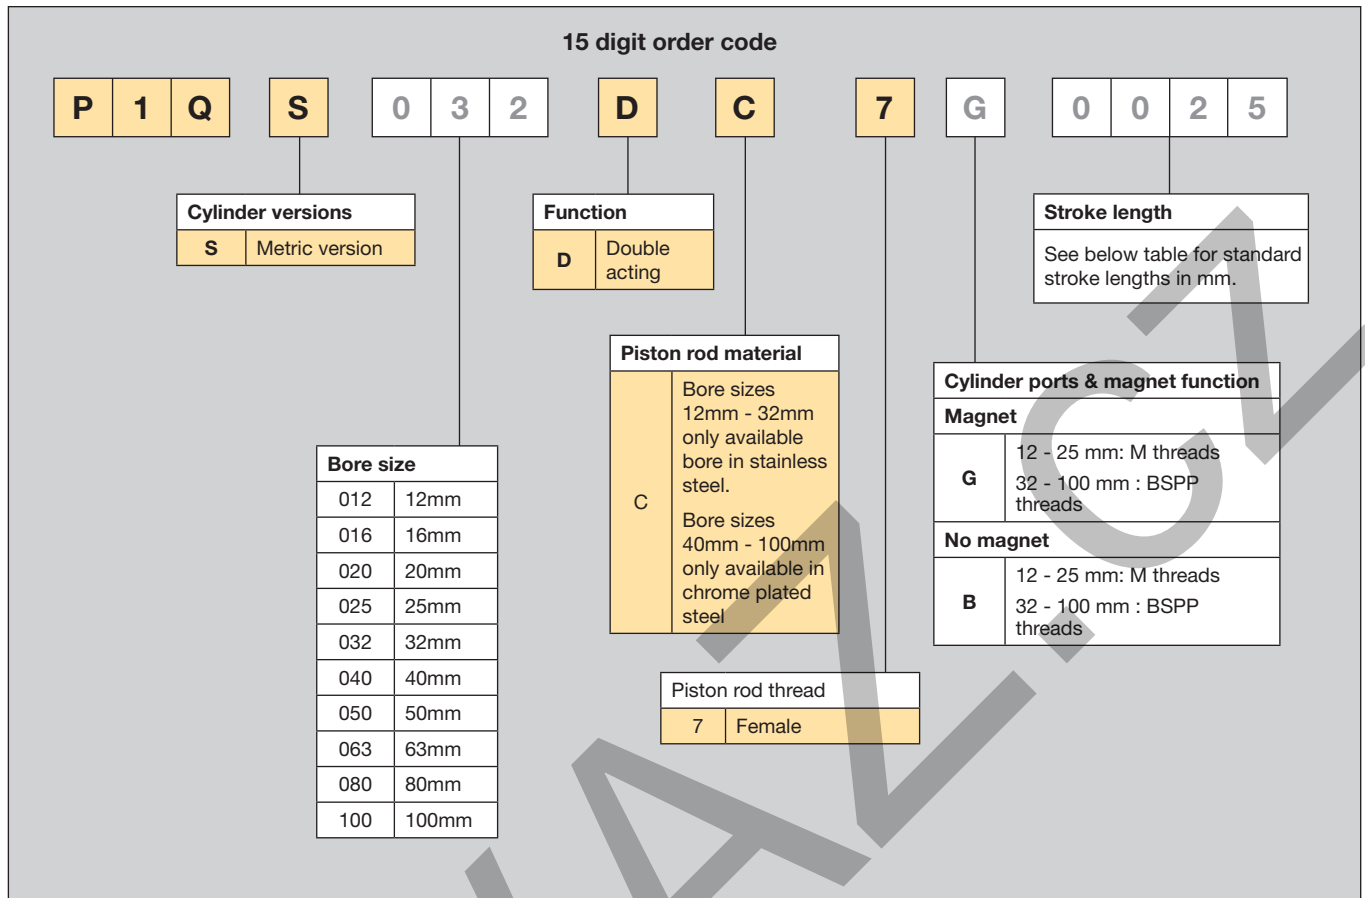 15 digit order code
P 1 Q S 0 3 2 D C 7 G 0 0 2 5
Cylinder versions
S Metric version
Function
D Double
acting
Stroke length
See below table for standard
stroke lengths in mm.
Piston rod material
C
Bore sizes
12mm - 32mm
only available
bore in stainless
steel.
Bore sizes
40mm - 100mm
only available in
chrome plated
steel
Cylinder ports & magnet function
Magnet
G
12 - 25 mm: M threads
32 - 100 mm : BSPP
threads
No magnet
B
12 - 25 mm: M threads
32 - 100 mm : BSPP
threads
Bore size
012 12mm
016 16mm
020 20mm
025 25mm
032 32mm
040 40mm
050 50mm
063 63mm
080 80mm
100 100mm
Piston rod thread
7 Female